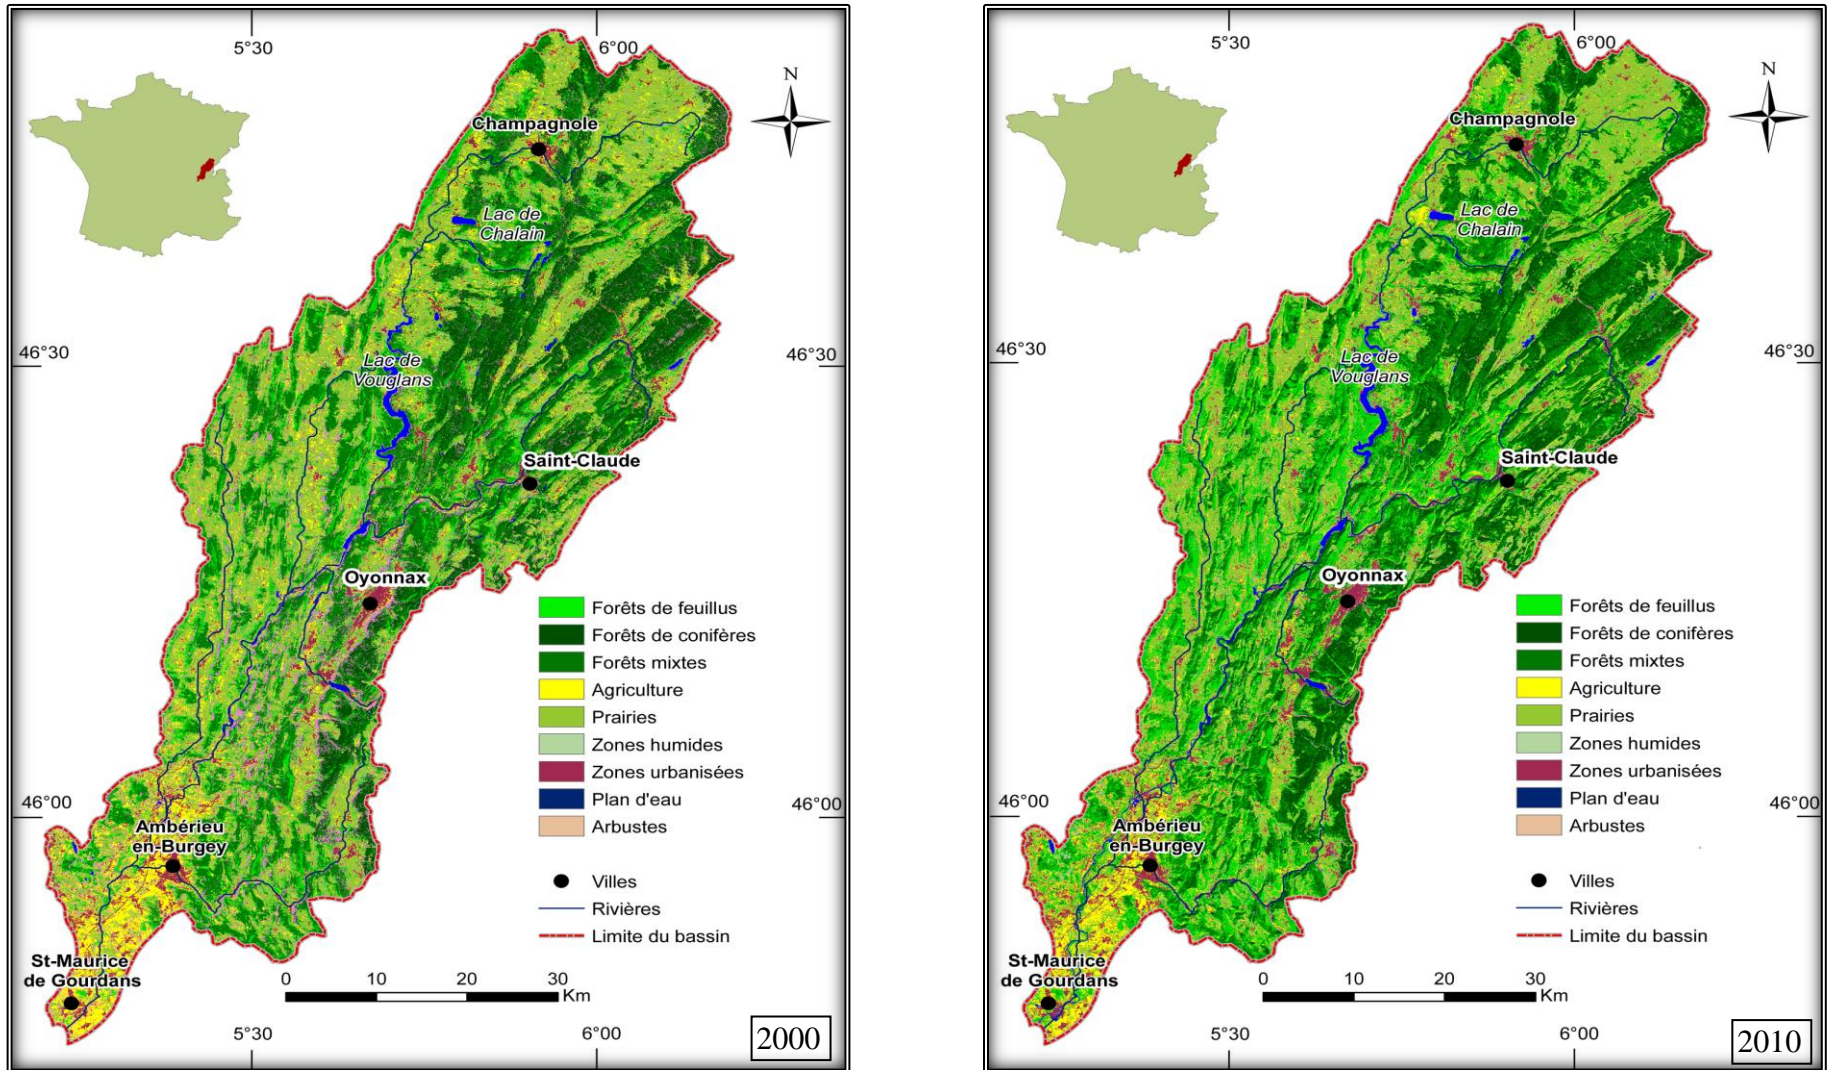 5°30
6°00
N
Champagnole
Lac de
Chalain
46°30
46°30
Lac de
Vouglans
Saint-Claude
Oyonnax
Forêts de feuillus
Forêts de conifères
Forêts mixtes
Agriculture
Prairies
Zones humides
Zones urbanisées
Plan d'eau
Arbustes
46°00
46°00
Ambérieu
en-Burgey
Villes
Rivières
Limite du bassin
St-Maurice
de Gourdans
0 10 20 30
Km
5°30
6°00
2000
5°30
6°00
N
Champagnole
Lac de
Chalain
46°30
46°30
Lac de
Vouglans
Saint-Claude
Oyonnax
Forêts de feuillus
Forêts de conifères
Forêts mixtes
Agriculture
Prairies
Zones humides
Zones urbanisées
Plan d'eau
Arbustes
46°00
46°00
Ambérieu
en-Burgey
Villes
Rivières
Limite du bassin
St-Maurice
de Gourdans
0 10 20 30
Km
5°30
6°00
2010